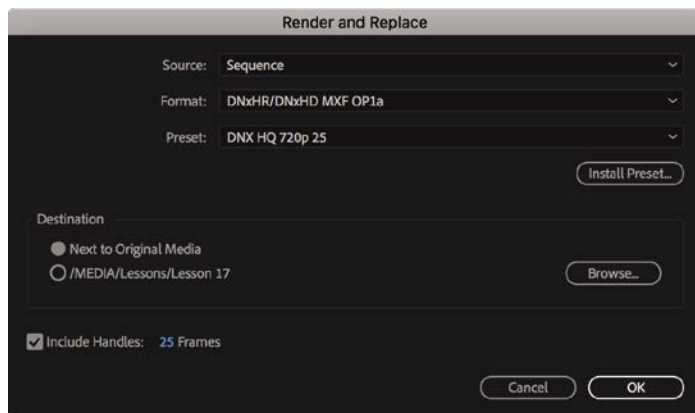 Render and Replace
Source: Sequence
Format: DNxHR/DNxHD MXF OP1a
Preset: DNX HQ 720p 25
Install Preset...
Destination
Next to Original Media
/MEDIA/Lessons/Lesson 17
Browse...
Include Handles: 25 Frames
Cancel OK